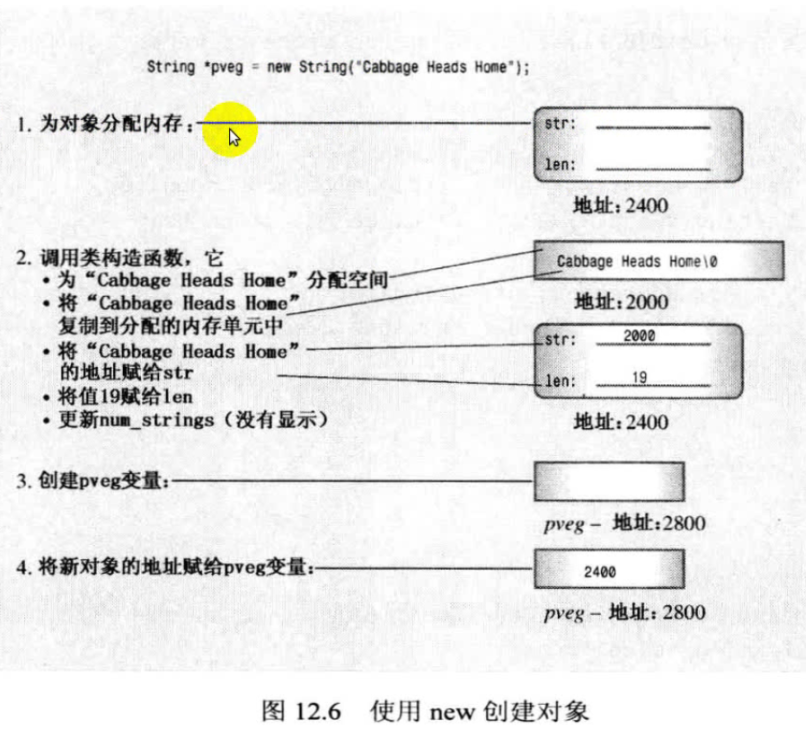 String *pveg = new String("Cabbage Heads Home");
1. 为对象分配内存：
str:
len:
地址：2400
2. 调用类构造函数，它
• 为“Cabbage Heads Home”分配空间
• 将“Cabbage Heads Home”
复制到分配的内存单元中
• 将“Cabbage Heads Home”
的地址赋给str
• 将值19赋给len
• 更新num_strings（没有显示）
Cabbage Heads Home\0
地址：2000
str: 2000
len: 19
地址：2400
3. 创建pveg变量：
pveg – 地址：2800
4. 将新对象的地址赋给pveg变量：
2400
pveg – 地址：2800
图 12.6 使用 new 创建对象